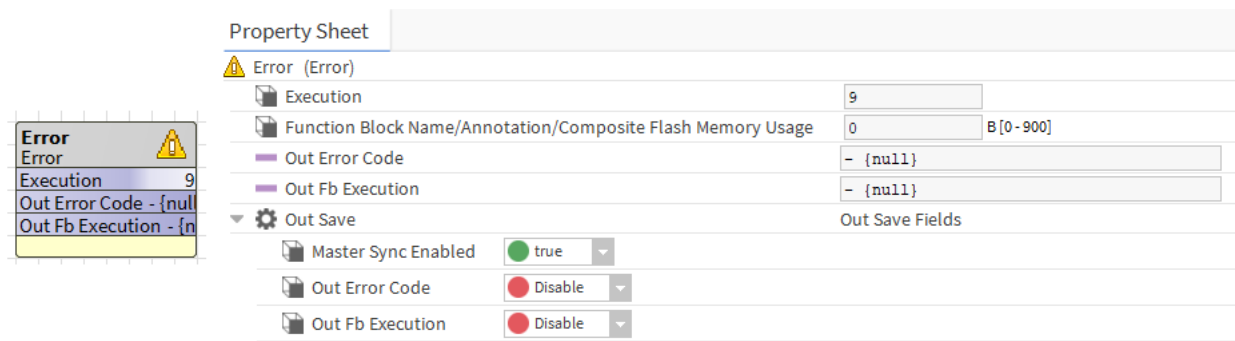 Error
Error
Execution 9
Out Error Code - {null
Out Fb Execution - {n
Property Sheet
Error (Error)
Execution 9
Function Block Name/Annotation/Composite Flash Memory Usage 0 B [0 - 900]
Out Error Code - {null}
Out Fb Execution - {null}
Out Save Out Save Fields
Master Sync Enabled true
Out Error Code Disable
Out Fb Execution Disable